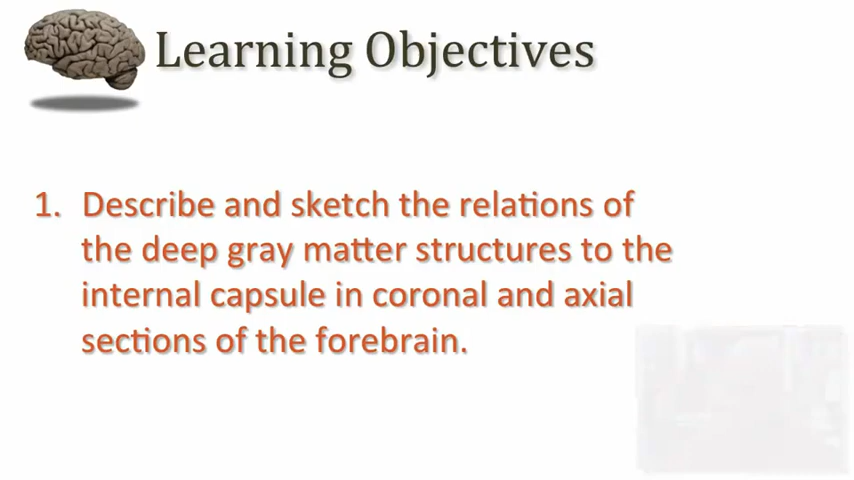 Learning Objectives
1. Describe and sketch the relations of
the deep gray matter structures to the
internal capsule in coronal and axial
sections of the forebrain.